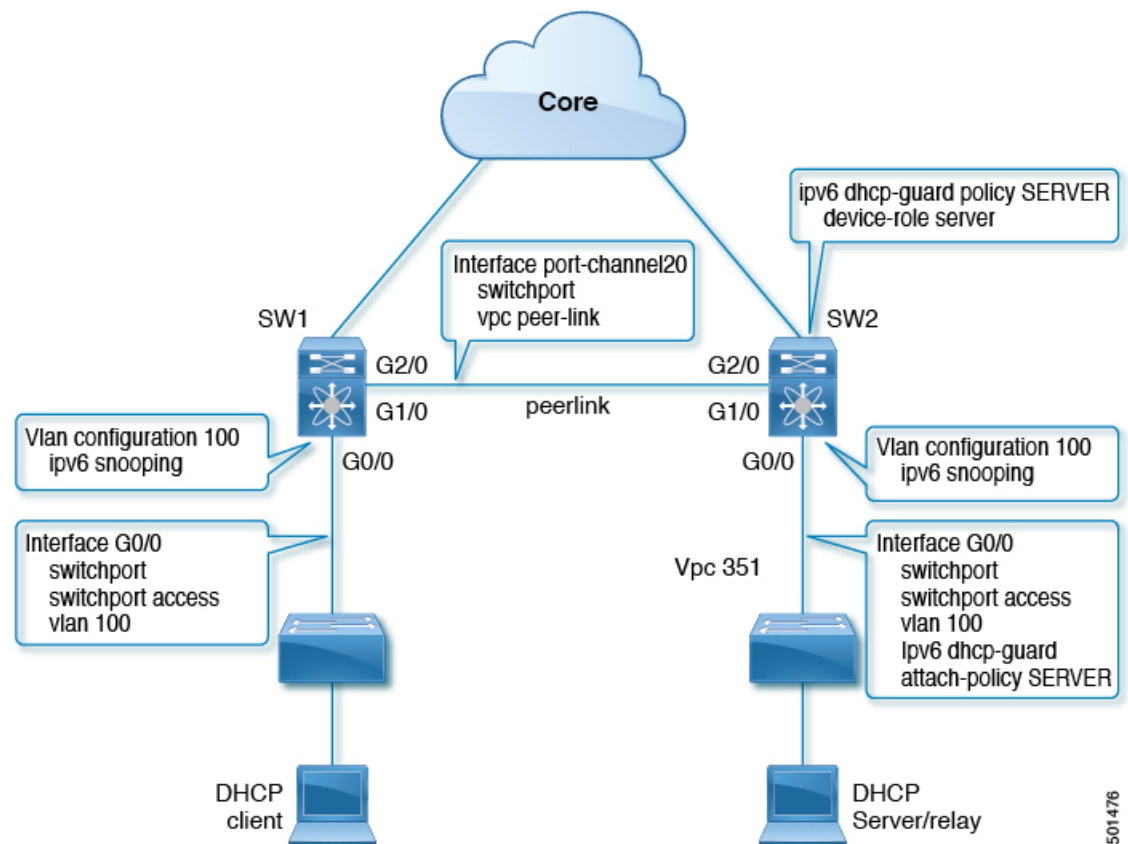 Core
ipv6 dhcp-guard policy SERVER
device-role server
Interface port-channel20
switchport
vpc peer-link
SW1
SW2
G2/0
G2/0
peerlink
G1/0
G1/0
Vlan configuration 100
ipv6 snooping
G0/0
G0/0
Vlan configuration 100
ipv6 snooping
Interface G0/0
switchport
switchport access
vlan 100
Vpc 351
Interface G0/0
switchport
switchport access
vlan 100
Ipv6 dhcp-guard
attach-policy SERVER
DHCP
client
DHCP
Server/relay
501476